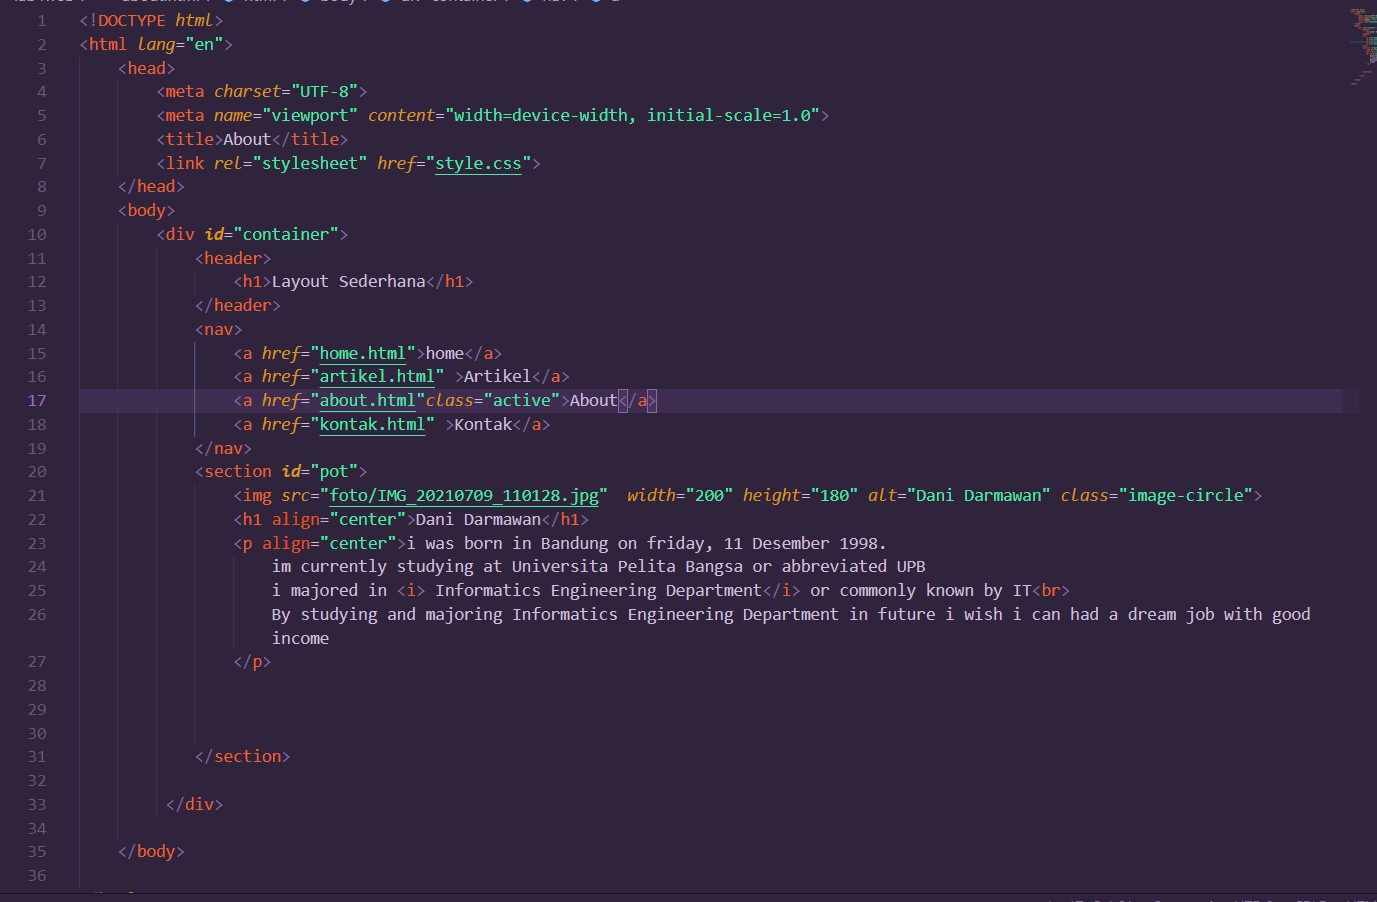 1 <!DOCTYPE html>
2 <html lang="en">
3 <head>
4 <meta charset="UTF-8">
5 <meta name="viewport" content="width=device-width, initial-scale=1.0">
6 <title>About</title>
7 <link rel="stylesheet" href="style.css">
8 </head>
9 <body>
10 <div id="container">
11 <header>
12 <h1>Layout Sederhana</h1>
13 </header>
14 <nav>
15 <a href="home.html">home</a>
16 <a href="artikel.html" >Artikel</a>
17 <a href="about.html"class="active">About</a>
18 <a href="kontak.html" >Kontak</a>
19 </nav>
20 <section id="pot">
21 <img src="foto/IMG_20210709_110128.jpg"  width="200" height="180" alt="Dani Darmawan" class="image-circle">
22 <h1 align="center">Dani Darmawan</h1>
23 <p align="center">i was born in Bandung on friday, 11 Desember 1998.
24 im currently studying at Universita Pelita Bangsa or abbreviated UPB
25 i majored in <i> Informatics Engineering Department</i> or commonly known by IT<br>
26 By studying and majoring Informatics Engineering Department in future i wish i can had a dream job with good
income
27 </p>
28
29
30
31 </section>
32
33 </div>
34
35 </body>
36